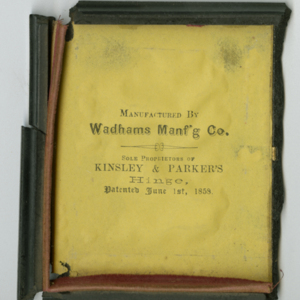 Manufactured By
Wadhams Manf'g Co.
Sole Proprietors of
KINSLEY & PARKER'S
Hinge,
Patented June 1st, 1858.